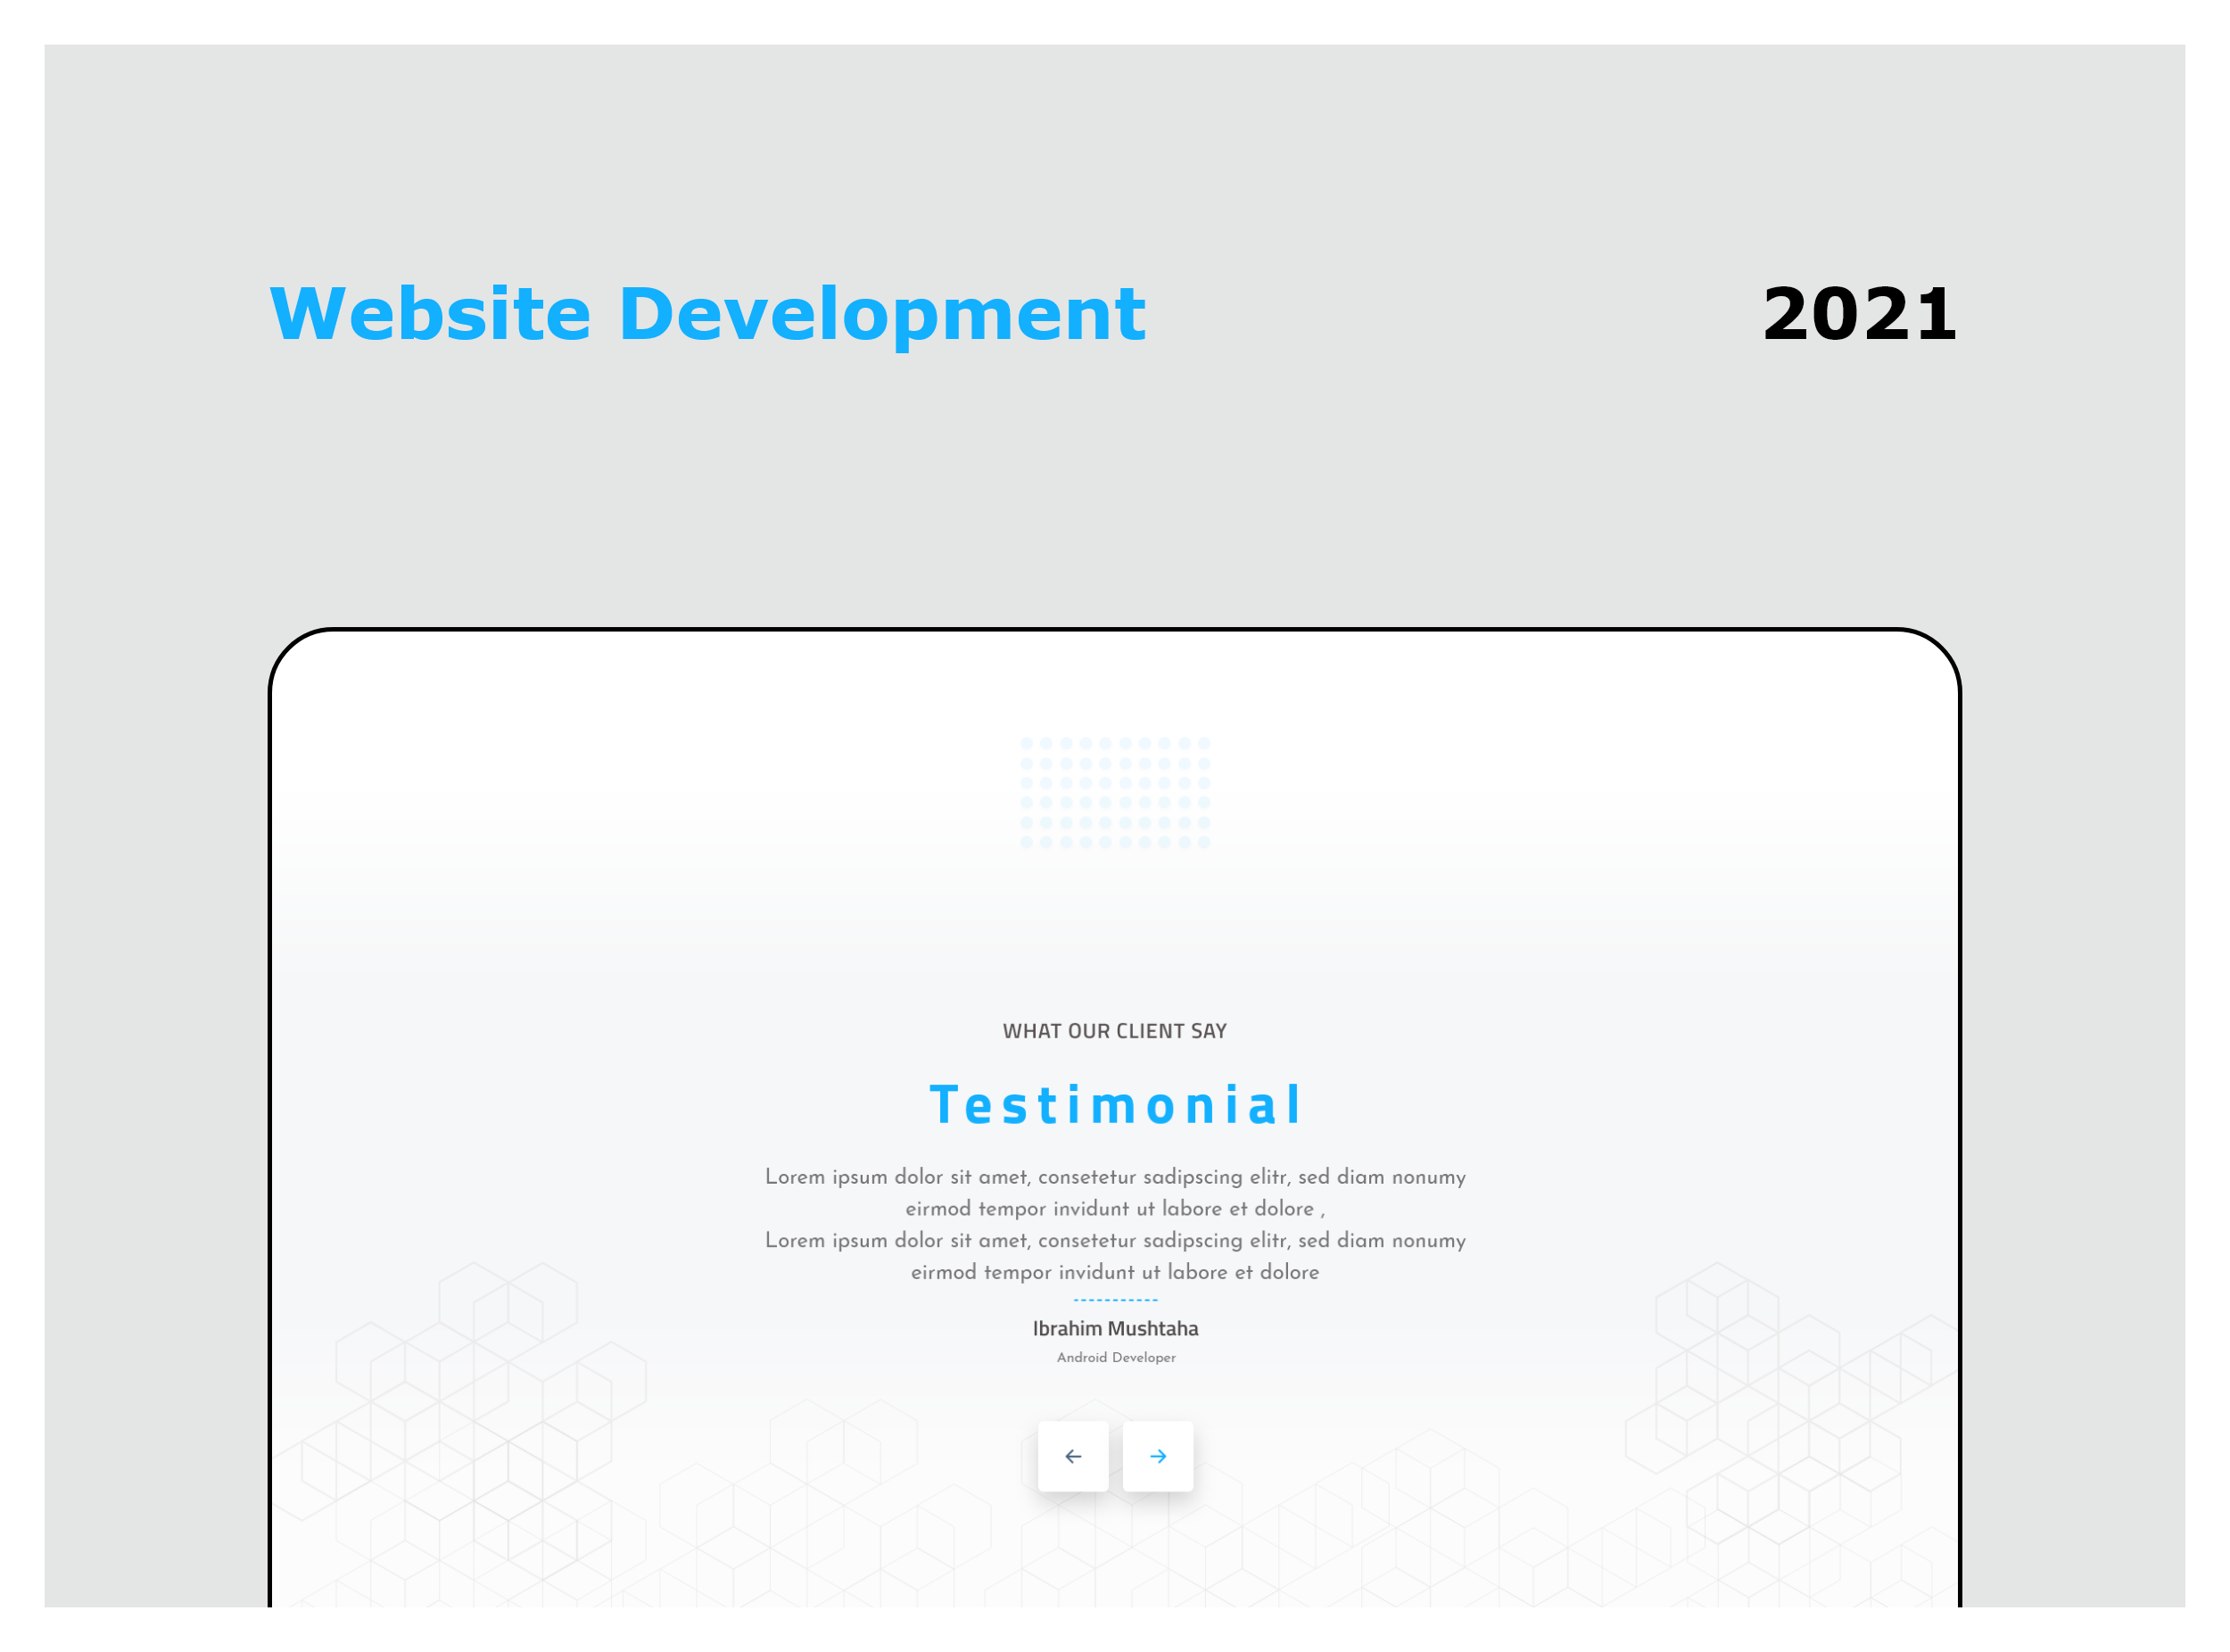 Website Development
2021
WHAT OUR CLIENT SAY
Testimonial
Lorem ipsum dolor sit amet, consetetur sadipscing elitr, sed diam nonumy
eirmod tempor invidunt ut labore et dolore ,
Lorem ipsum dolor sit amet, consetetur sadipscing elitr, sed diam nonumy
eirmod tempor invidunt ut labore et dolore
Ibrahim Mushtaha
Android Developer